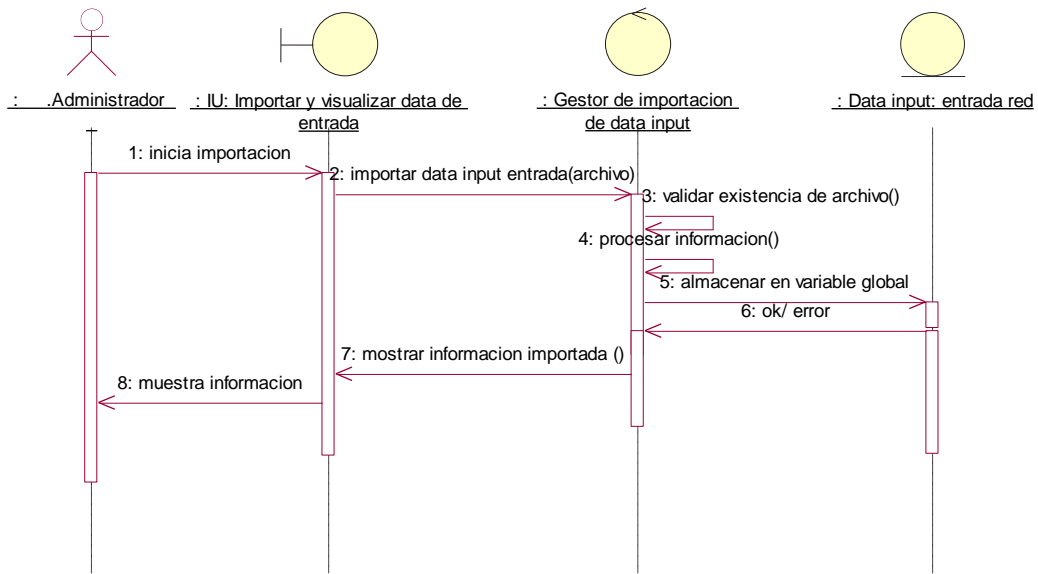 : .Administrador
: IU: Importar y visualizar data de
entrada
: Gestor de importacion
de data input
: Data input: entrada red
1: inicia importacion
2: importar data input entrada(archivo)
3: validar existencia de archivo()
4: procesar informacion()
5: almacenar en variable global
6: ok/ error
7: mostrar informacion importada ()
8: muestra informacion